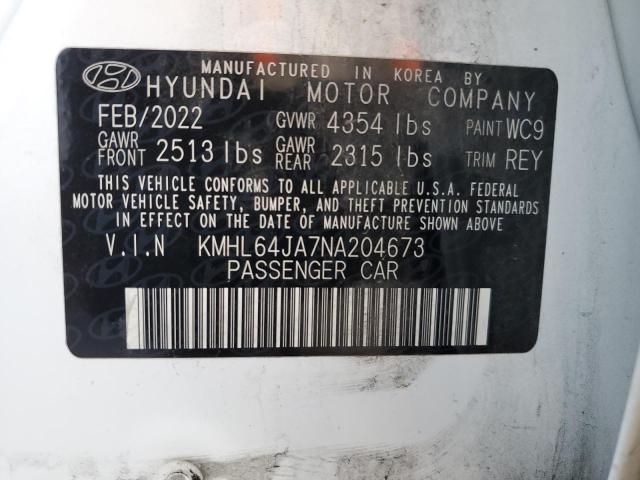 MANUFACTURED IN KOREA BY
HYUNDAI MOTOR COMPANY
FEB/2022 GVWR 4354 lbs PAINT WC9
GAWR FRONT 2513 lbs GAWR REAR 2315 lbs TRIM REY
THIS VEHICLE CONFORMS TO ALL APPLICABLE U.S.A. FEDERAL
MOTOR VEHICLE SAFETY, BUMPER, AND THEFT PREVENTION STANDARDS
IN EFFECT ON THE DATE OF MANUFACTURE SHOWN ABOVE
V.I.N KMHL64JA7NA204673
PASSENGER CAR